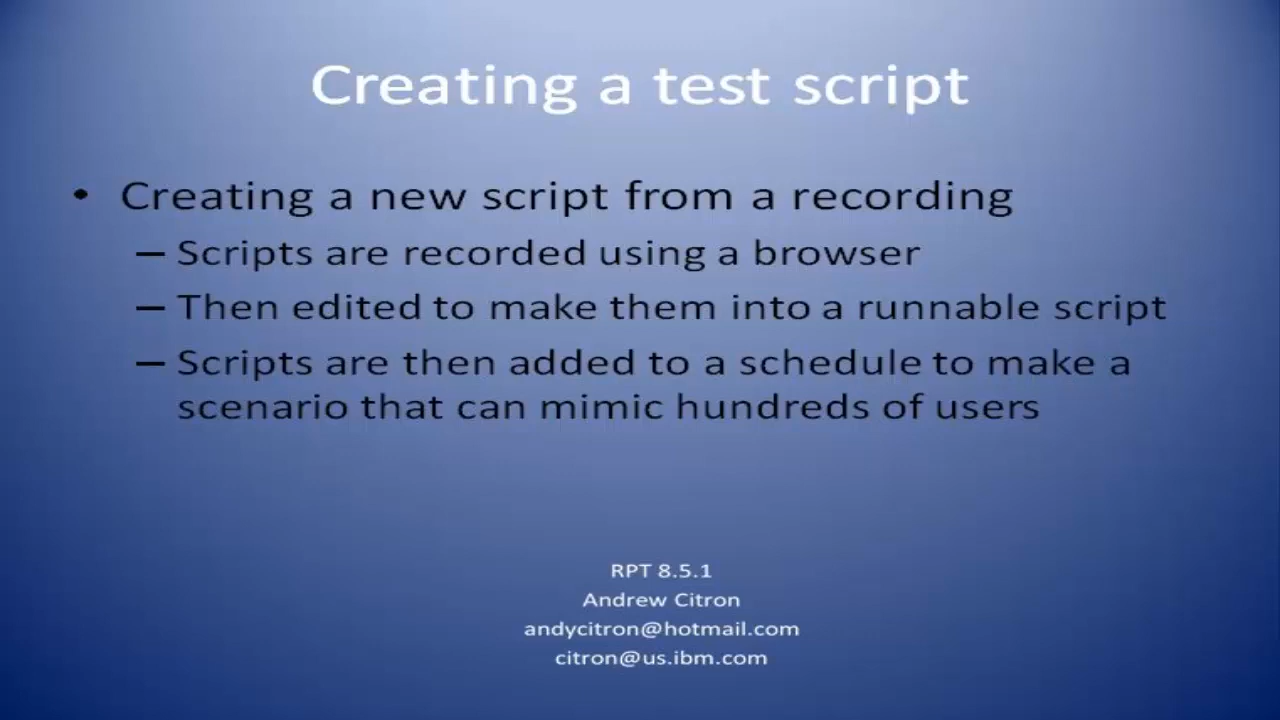 Creating a test script
• Creating a new script from a recording
– Scripts are recorded using a browser
– Then edited to make them into a runnable script
– Scripts are then added to a schedule to make a
scenario that can mimic hundreds of users
RPT 8.5.1
Andrew Citron
andycitron@hotmail.com
citron@us.ibm.com